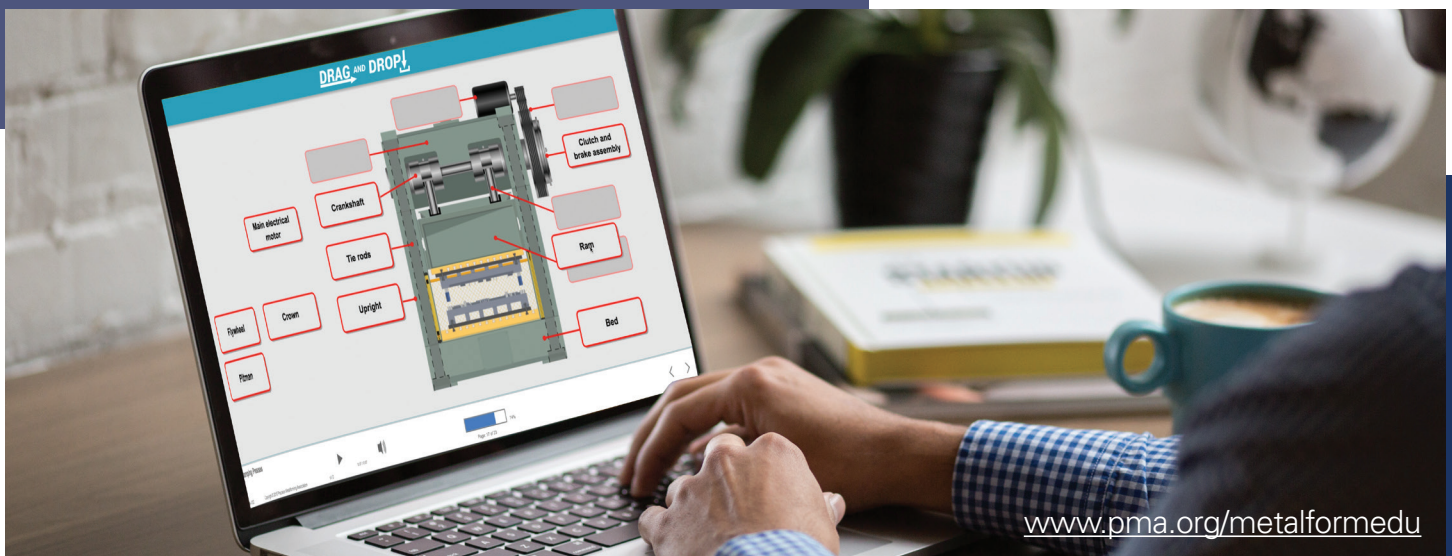 DRAG AND DROP
Clutch and
brake assembly
Crankshaft
Main electrical
motor
Tie rods
Ram
Flywheel
Crown
Upright
Bed
Pitman
www.pma.org/metalformedu